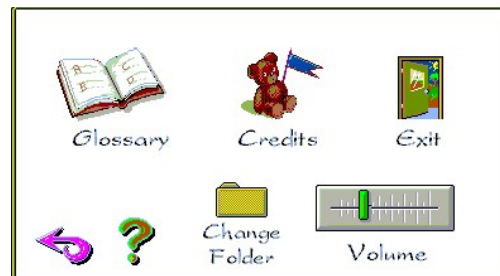 A C
B D
Glossary
Credits
Exit
?
Change
Folder
Volume